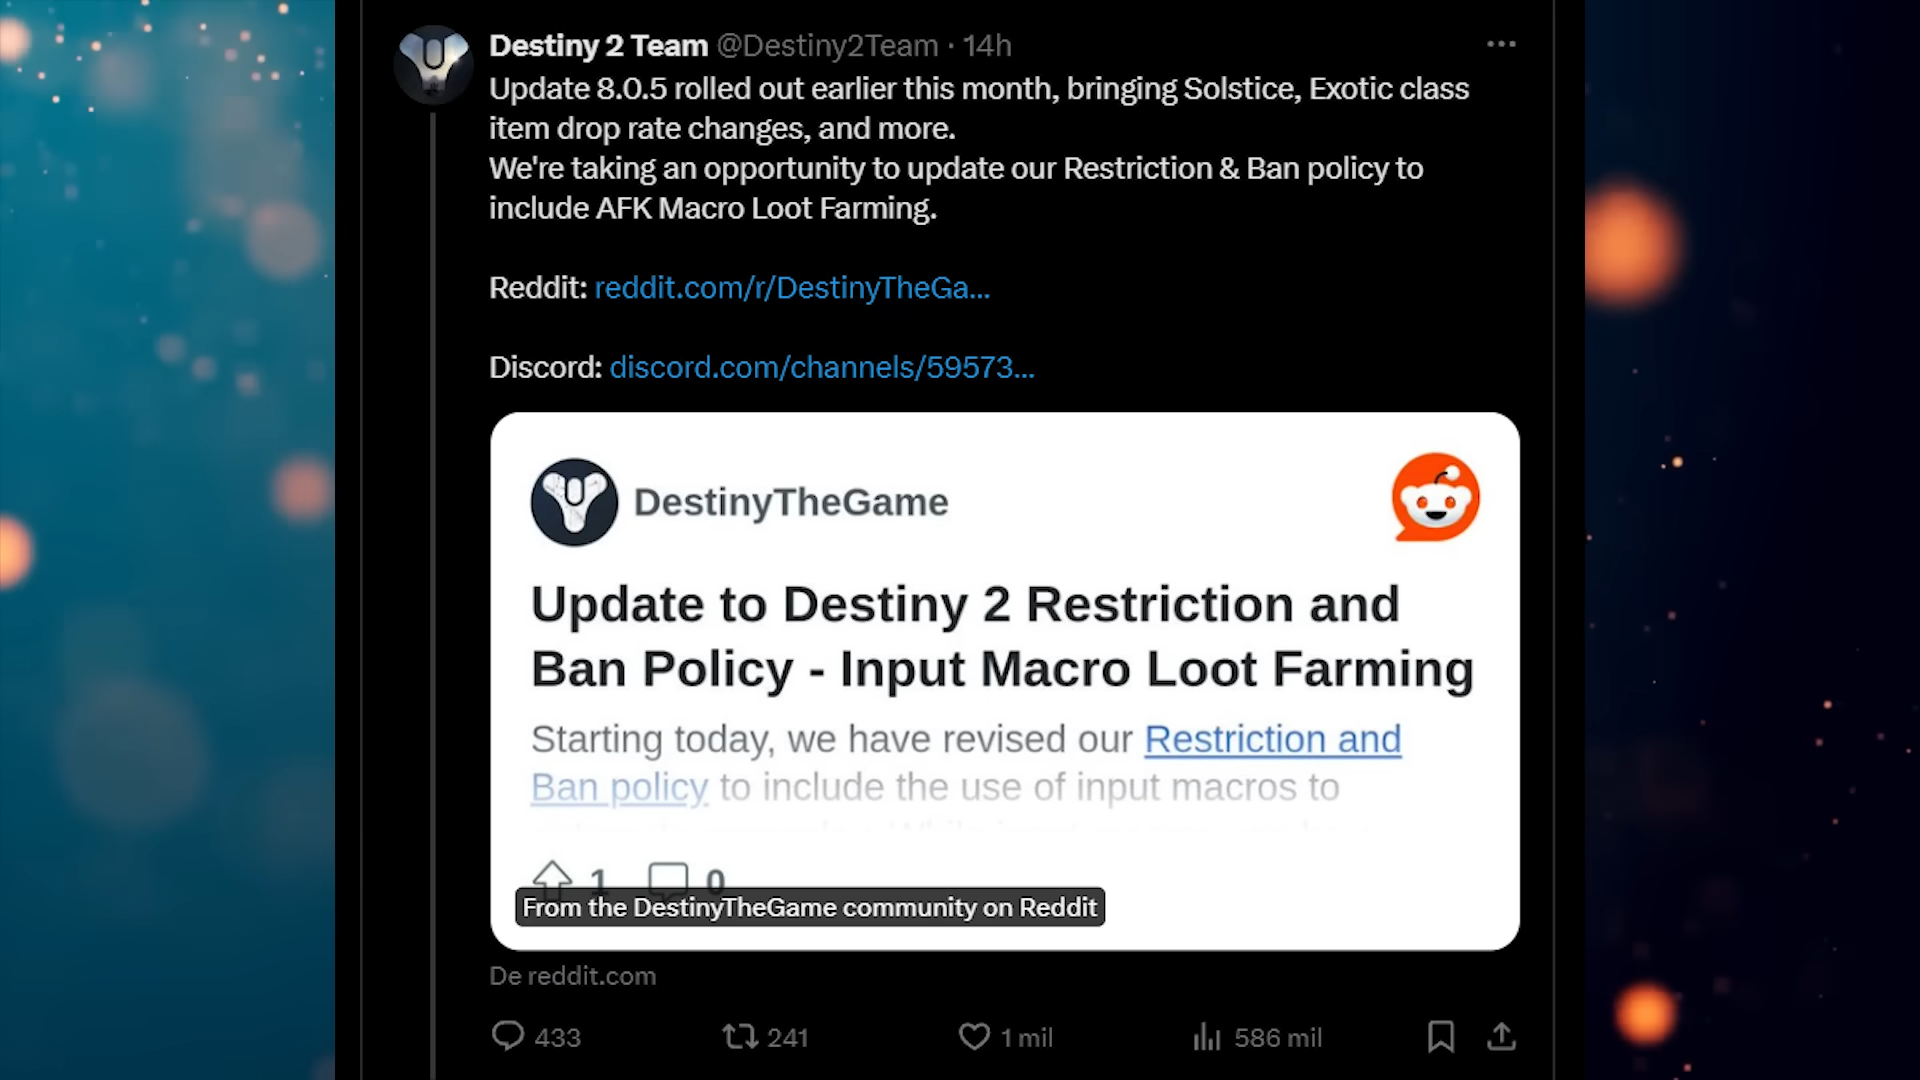 Destiny 2 Team @Destiny2Team · 14h
Update 8.0.5 rolled out earlier this month, bringing Solstice, Exotic class
item drop rate changes, and more.
We're taking an opportunity to update our Restriction & Ban policy to
include AFK Macro Loot Farming.
Reddit: reddit.com/r/DestinyTheGa...
Discord: discord.com/channels/59573...
DestinyTheGame
Update to Destiny 2 Restriction and
Ban Policy - Input Macro Loot Farming
Starting today, we have revised our Restriction and
Ban policy to include the use of input macros to
1 0
From the DestinyTheGame community on Reddit
De reddit.com
433 241 1 mil 586 mil